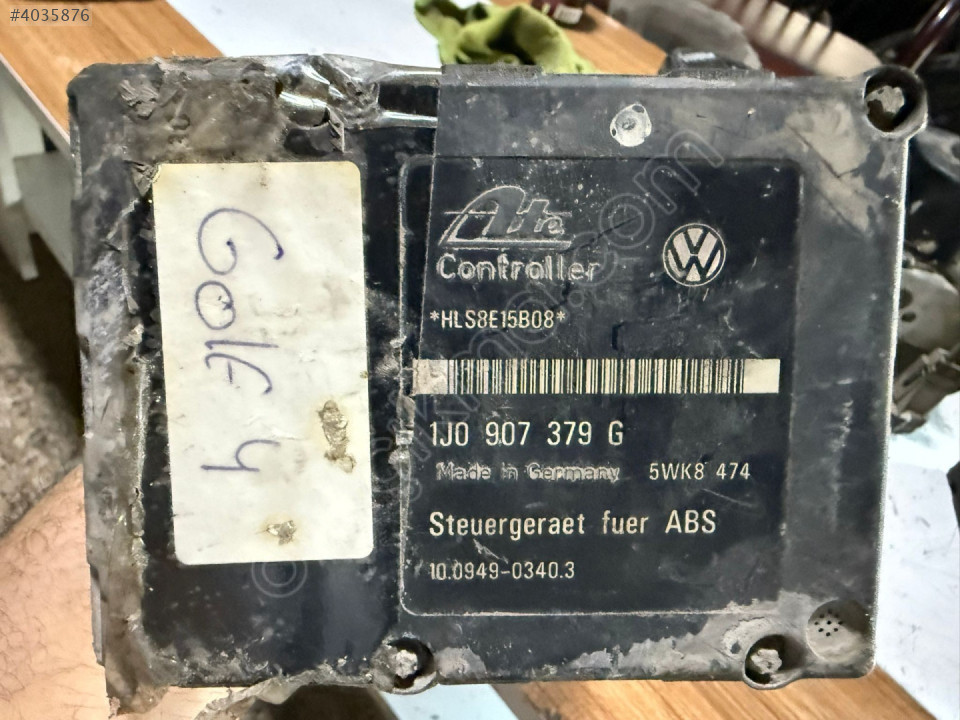 #4035876
Golf 4
Ate
Controller
*HLS8E15B08*
1J0 907 379 G
Made in Germany 5WK8 474
Steuergeraet fuer ABS
10.0949-0340.3